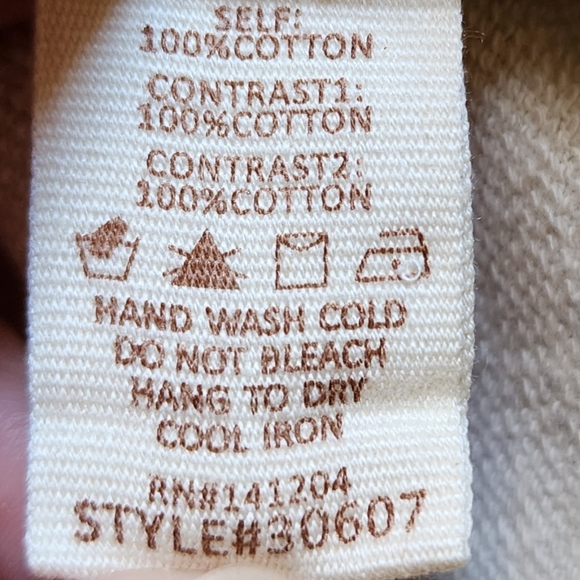 SELF:
100%COTTON
CONTRAST1:
100%COTTON
CONTRAST2:
100%COTTON
HAND WASH COLD
DO NOT BLEACH
HANG TO DRY
COOL IRON
RN#141204
STYLE#30607